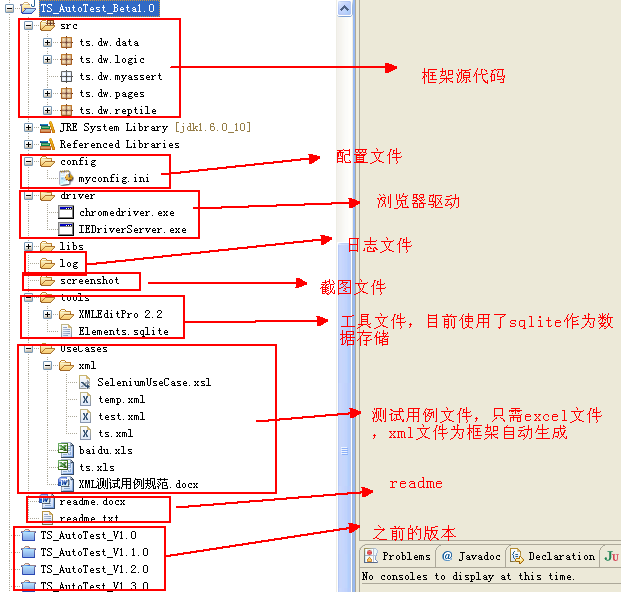 TS_AutoTest_Beta1.0
src
ts.dw.data
ts.dw.logic
ts.dw.myassert
ts.dw.pages
ts.dw.reptile
框架源代码
JRE System Library [jdk1.6.0_10]
Referenced Libraries
config
配置文件
myconfig.ini
driver
chromedriver.exe
浏览器驱动
IEDriverServer.exe
libs
日志文件
log
screenshot
截图文件
tools
XMLEditPro 2.2
Elements.sqlite
工具文件，目前使用了sqlite作为数
据存储
UseCases
xml
SeleniumUseCase.xsl
temp.xml
test.xml
ts.xml
测试用例文件，只需excel文件
，xml文件为框架自动生成
baidu.xls
ts.xls
XML测试用例规范.docx
readme
readme.docx
readme.txt
TS_AutoTest_V1.0
之前的版本
TS_AutoTest_V1.1.0
TS_AutoTest_V1.2.0
TS_AutoTest_V1.3.0
Problems @ Javadoc Declaration Ju
No consoles to display at this time.